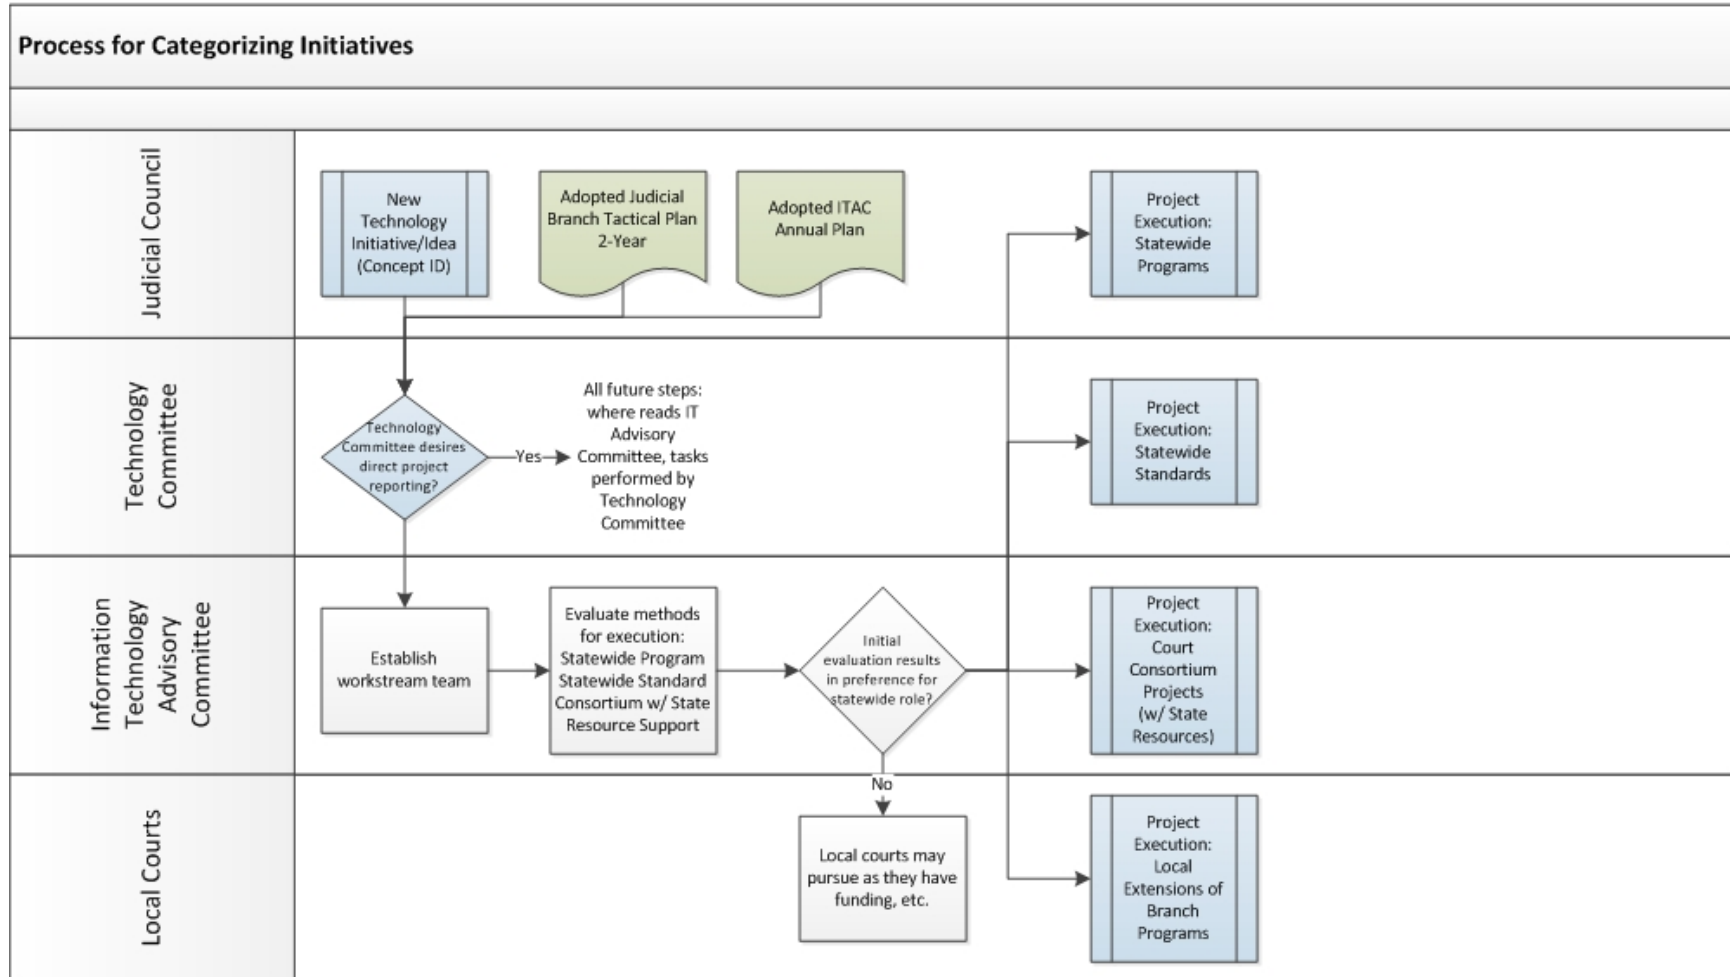 Process for Categorizing Initiatives
Judicial Council
New
Technology
Initiative/Idea
(Concept ID)
Adopted Judicial
Branch Tactical Plan
2-Year
Adopted ITAC
Annual Plan
Project
Execution:
Statewide
Programs
Technology
Committee
Technology
Committee desires
direct project
reporting?
Yes
All future steps:
where reads IT
Advisory
Committee, tasks
performed by
Technology
Committee
Project
Execution:
Statewide
Standards
Information
Technology
Advisory
Committee
Establish
workstream team
Evaluate methods
for execution:
Statewide Program
Statewide Standard
Consortium w/ State
Resource Support
Initial
evaluation results
in preference for
statewide role?
Project
Execution:
Court
Consortium
Projects
(w/ State
Resources)
Local Courts
No
Local courts may
pursue as they have
funding, etc.
Project
Execution:
Local
Extensions of
Branch
Programs